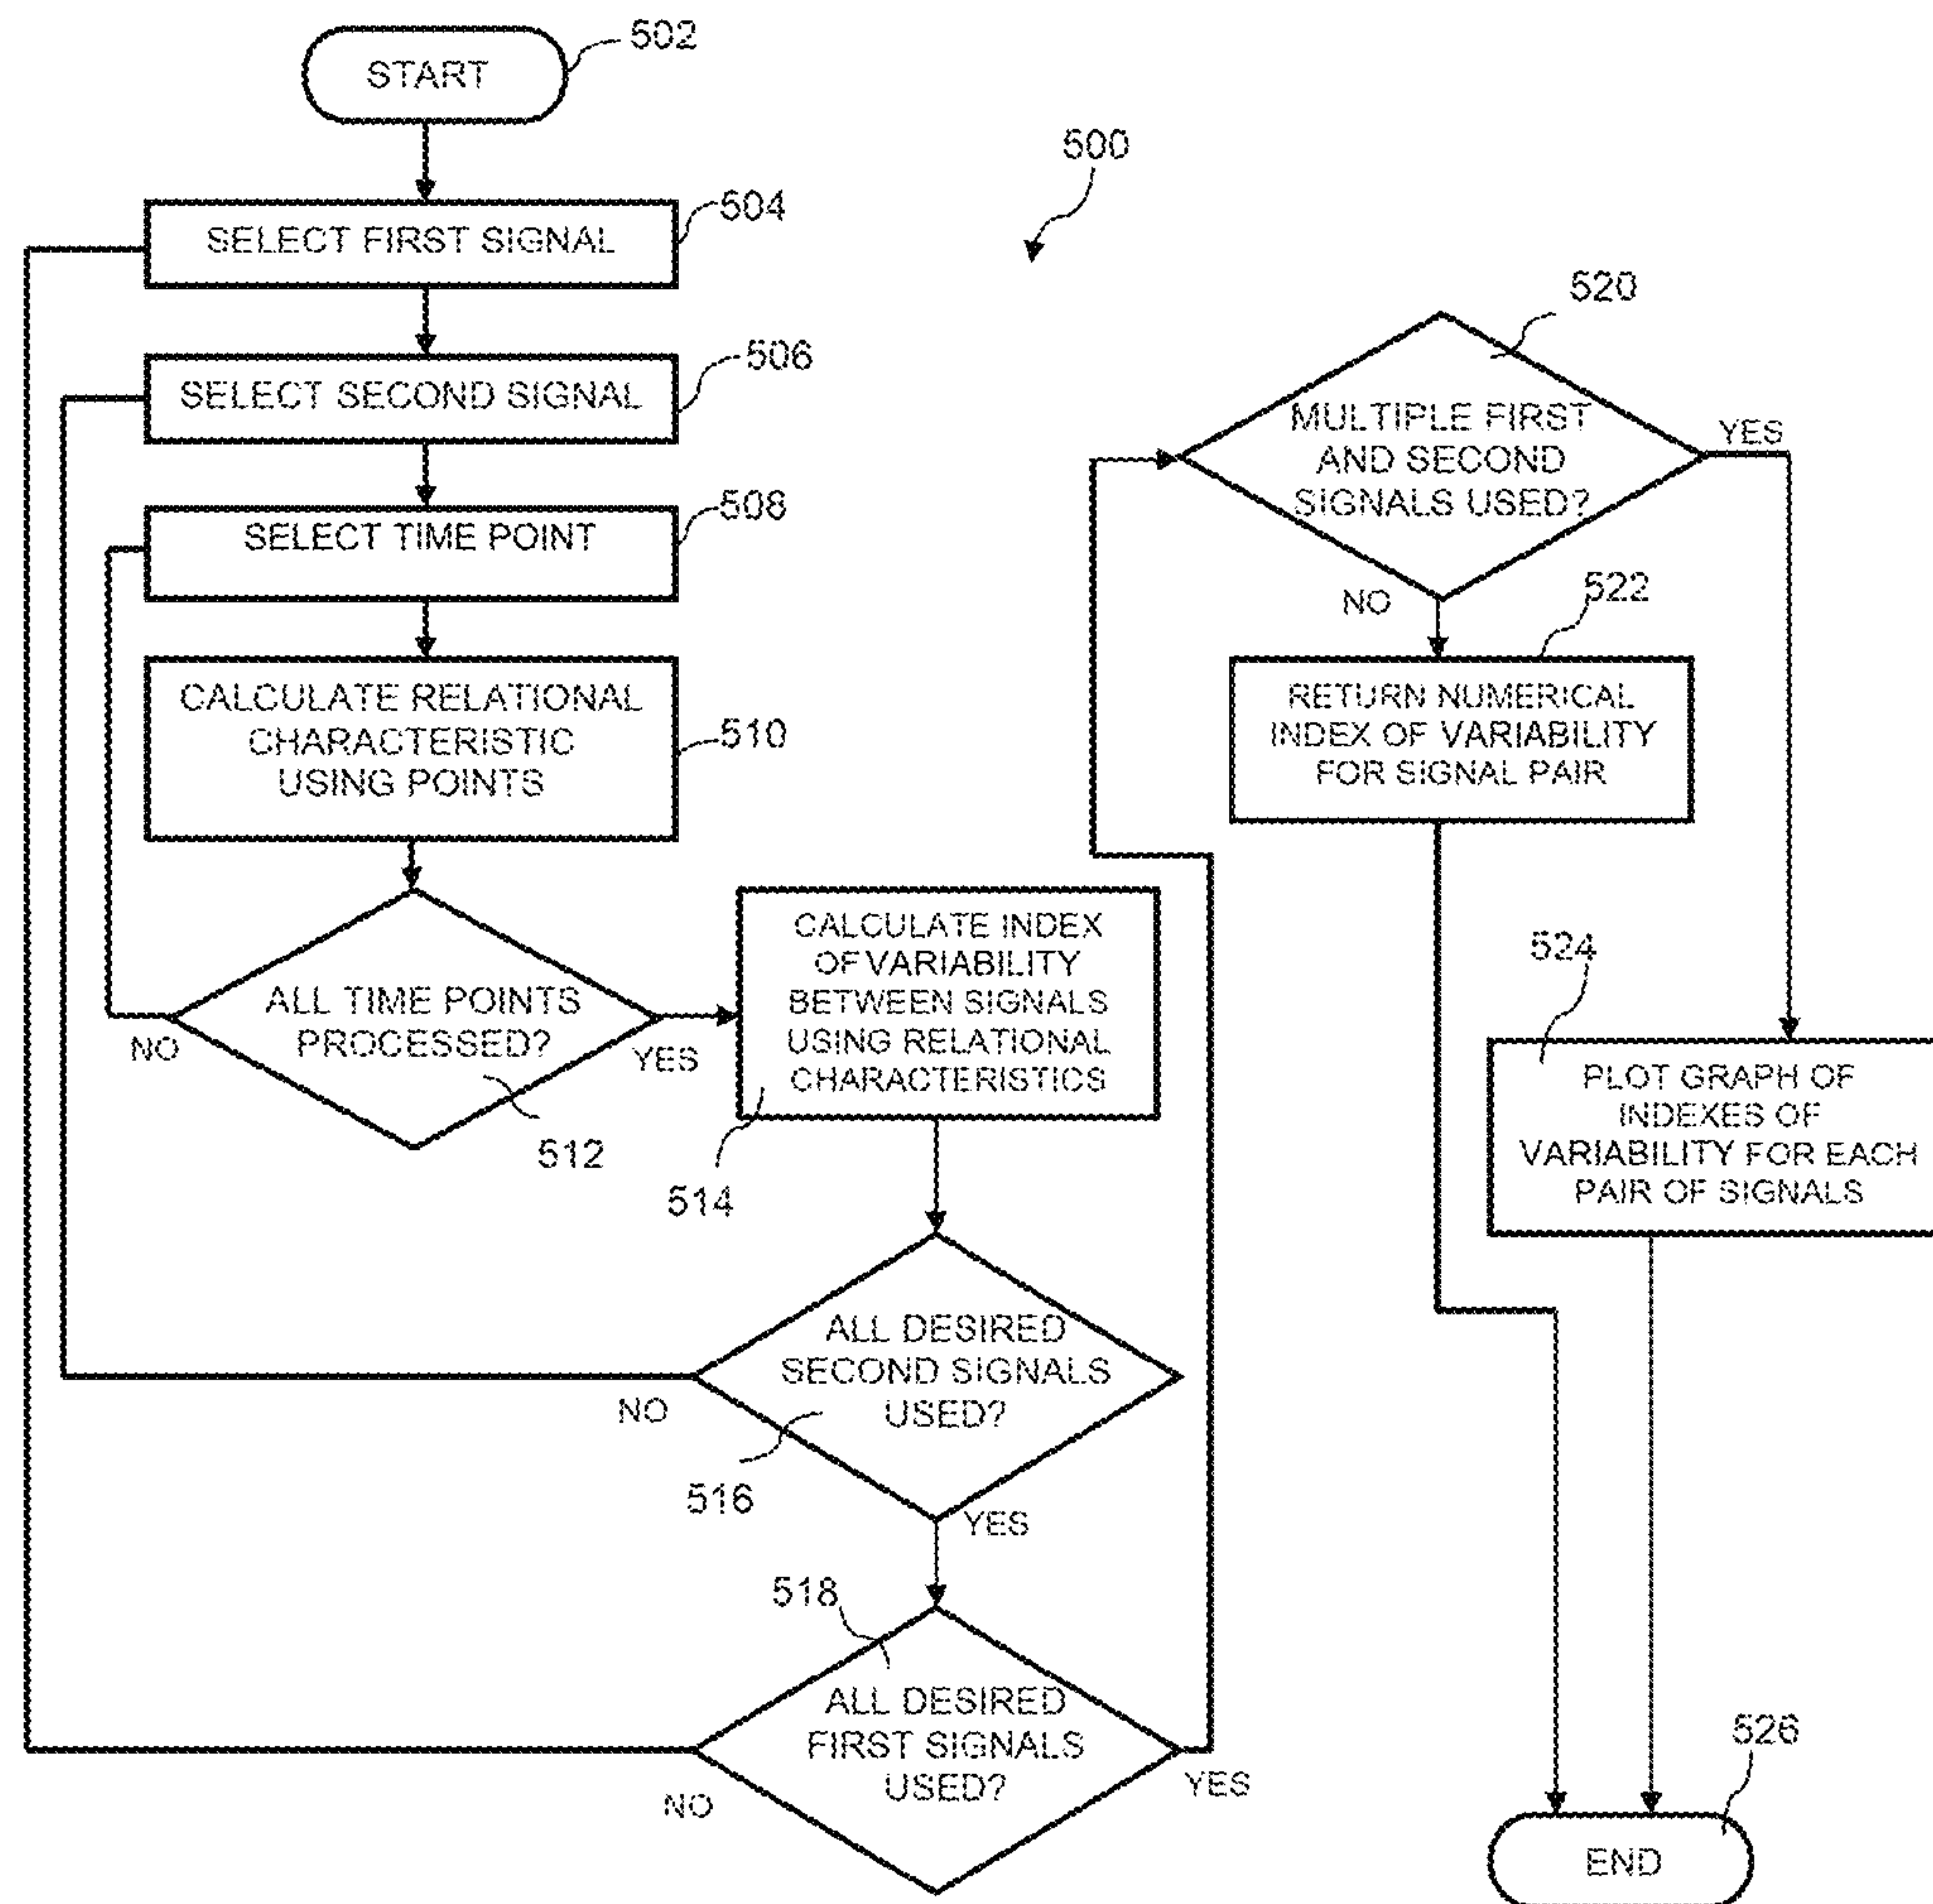 502
START
500
504
SELECT FIRST SIGNAL
506
SELECT SECOND SIGNAL
508
SELECT TIME POINT
CALCULATE RELATIONAL
CHARACTERISTIC
USING POINTS
510
ALL TIME POINTS
PROCESSED?
NO
YES
512
CALCULATE INDEX
OF VARIABILITY
BETWEEN SIGNALS
USING RELATIONAL
CHARACTERISTICS
514
ALL DESIRED
SECOND SIGNALS
USED?
NO
516
YES
518
ALL DESIRED
FIRST SIGNALS
USED?
NO
YES
520
MULTIPLE FIRST
AND SECOND
SIGNALS USED?
YES
NO
522
RETURN NUMERICAL
INDEX OF VARIABILITY
FOR SIGNAL PAIR
524
PLOT GRAPH OF
INDEXES OF
VARIABILITY FOR EACH
PAIR OF SIGNALS
526
END